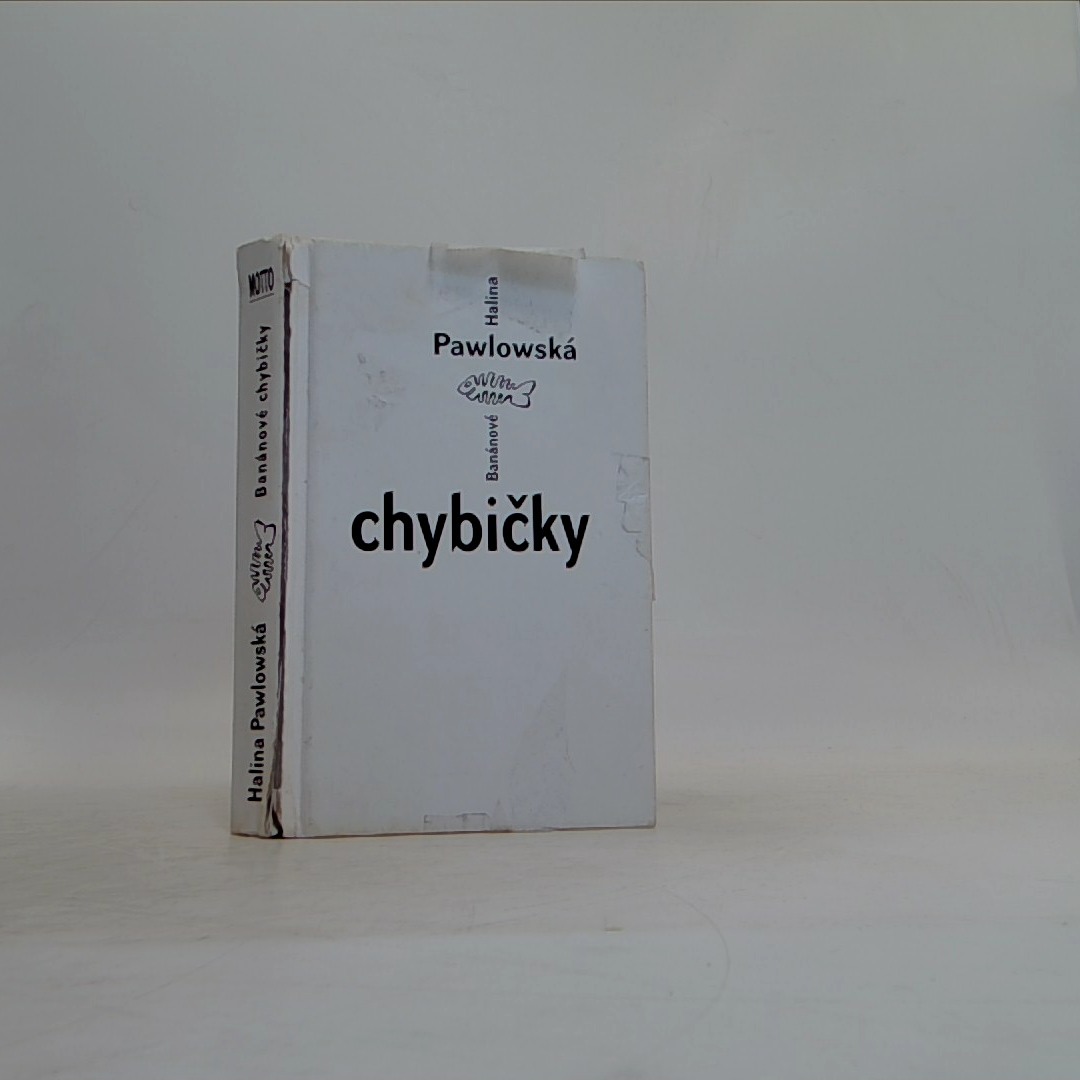 MOTTO
Banánové chybičky
Halina Pawlowská
Halina
Pawlowská
Banánové
chybičky